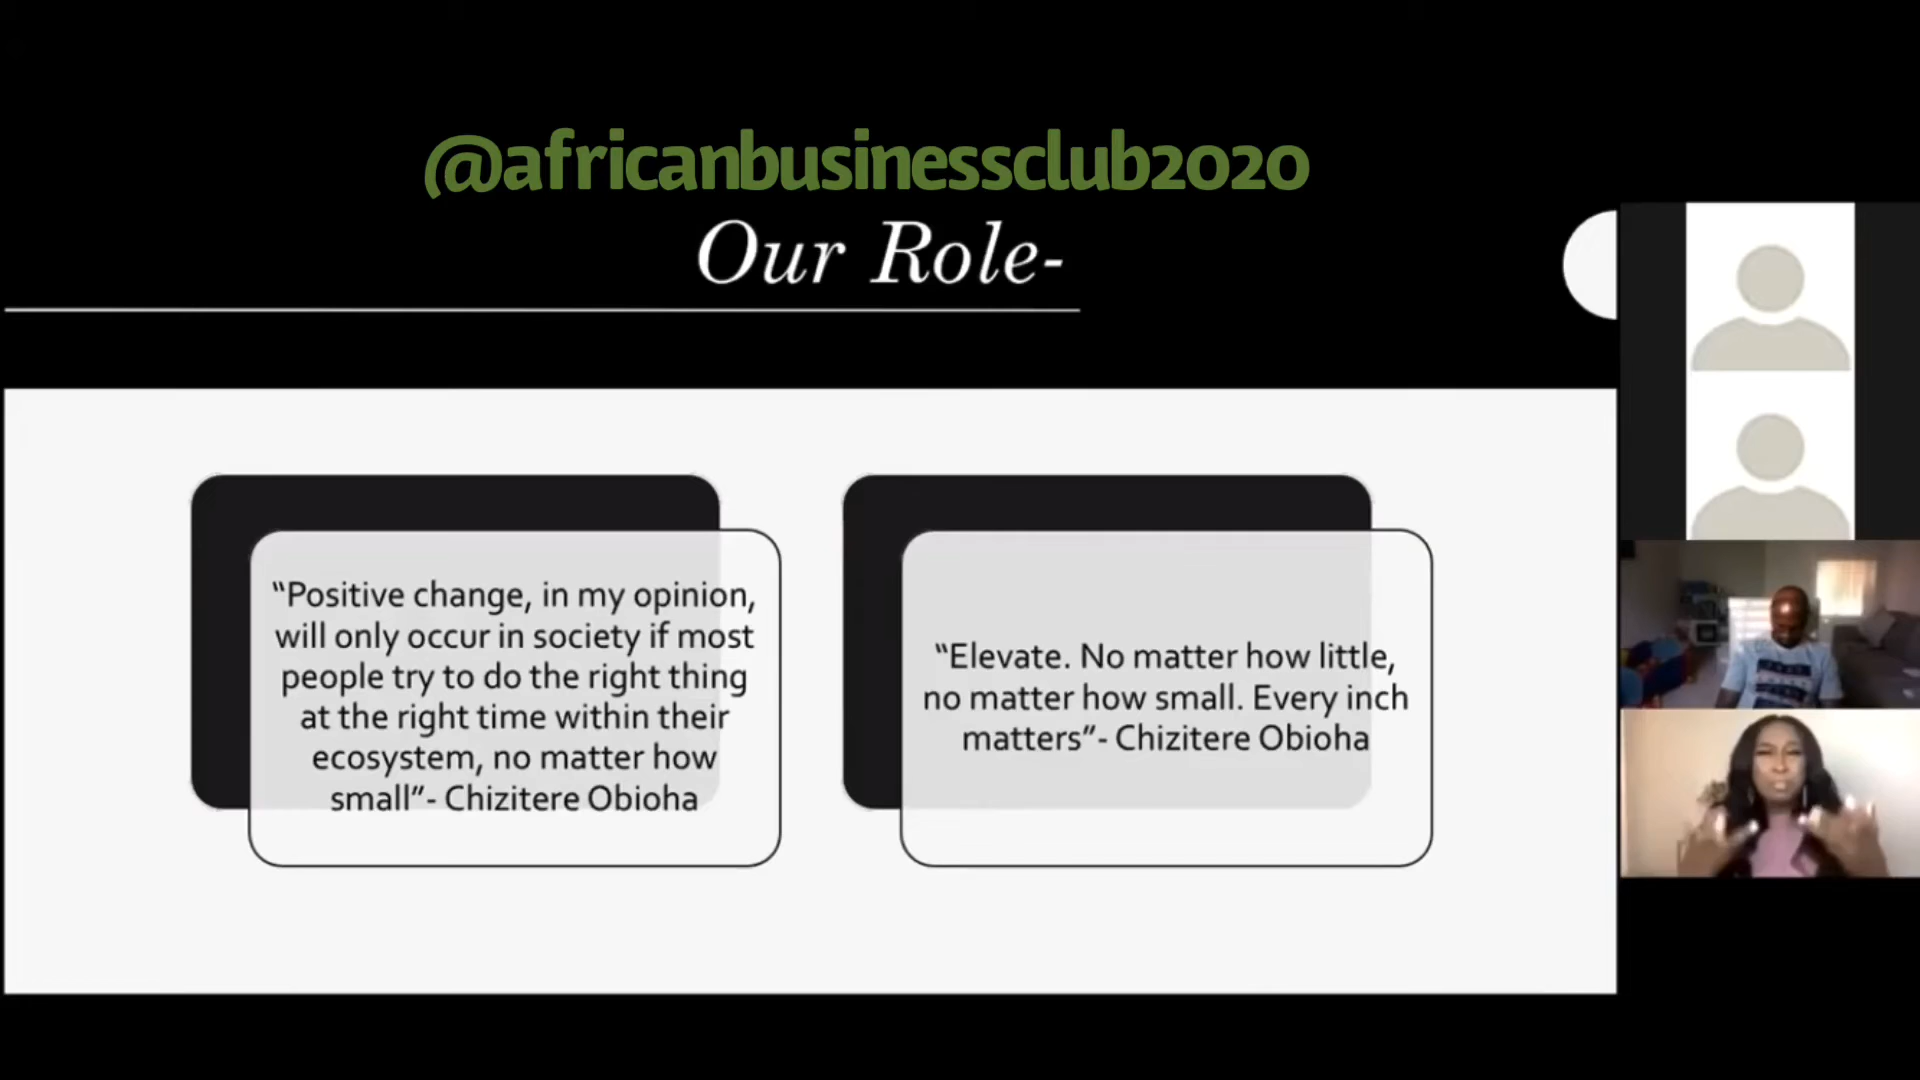 @africanbusinessclub2020
Our Role-
“Positive change, in my opinion,
will only occur in society if most
people try to do the right thing
at the right time within their
ecosystem, no matter how
small”- Chizitere Obioha
“Elevate. No matter how little,
no matter how small. Every inch
matters”- Chizitere Obioha